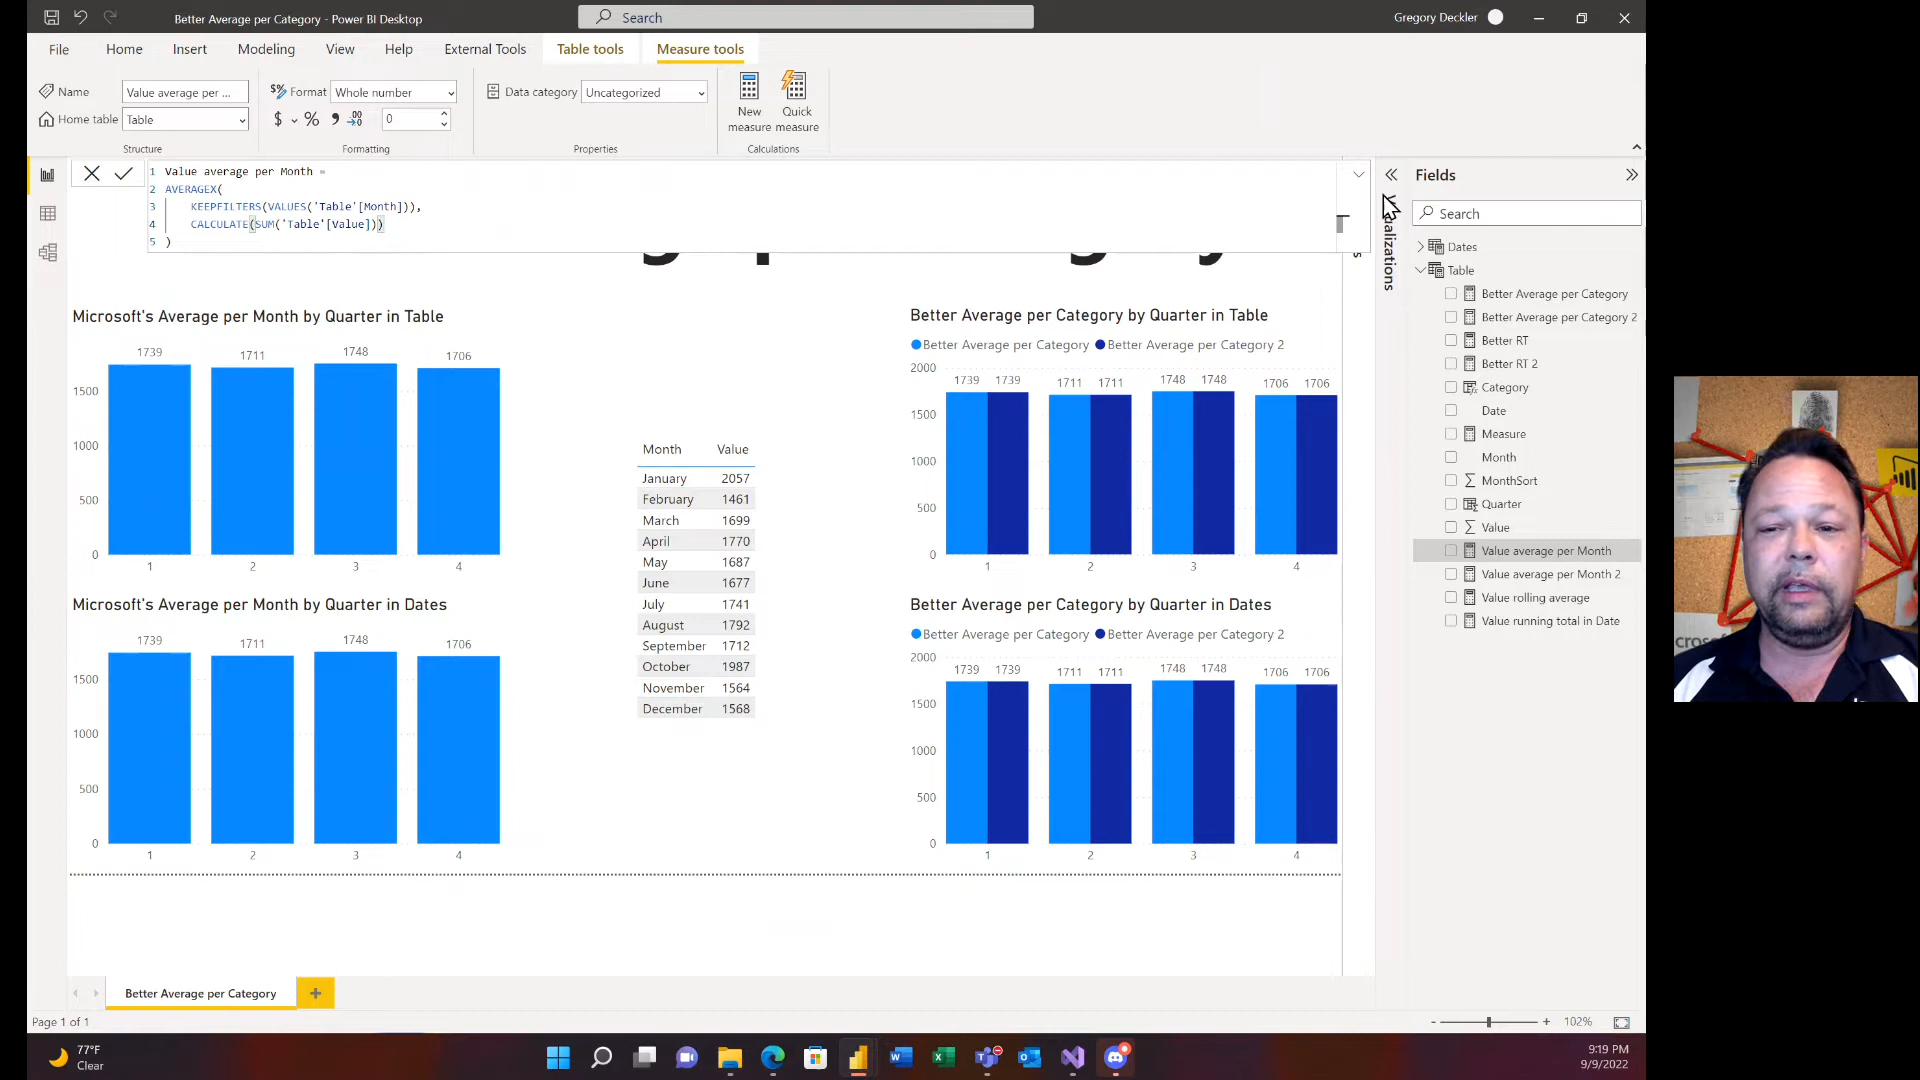 Better Average per Category - Power BI Desktop
Search
Gregory Deckler
File
Home
Insert
Modeling
View
Help
External Tools
Table tools
Measure tools
Name
Value average per ...
Home table
Table
Structure
$% Format
Whole number
$ % 9 .00 →0
0
Formatting
Data category
Uncategorized
Properties
New measure
Quick measure
Calculations
1 Value average per Month =
2 AVERAGEX(
3 KEEPFILTERS(VALUES('Table'[Month])),
4 CALCULATE(SUM('Table'[Value]))
5 )
Microsoft's Average per Month by Quarter in Table
1739
1711
1748
1706
1500
1000
500
0
1
2
3
4
Microsoft's Average per Month by Quarter in Dates
1739
1711
1748
1706
1500
1000
500
0
1
2
3
4
Month Value
January 2057
February 1461
March 1699
April 1770
May 1687
June 1677
July 1741
August 1792
September 1712
October 1987
November 1564
December 1568
Better Average per Category by Quarter in Table
Better Average per Category
Better Average per Category 2
2000
1739 1739
1711 1711
1748 1748
1706 1706
1500
1000
500
0
1
2
3
4
Better Average per Category by Quarter in Dates
Better Average per Category
Better Average per Category 2
2000
1739 1739
1711 1711
1748 1748
1706 1706
1500
1000
500
0
1
2
3
4
Fields
Search
Dates
Table
Better Average per Category
Better Average per Category 2
Better RT
Better RT 2
Category
Date
Measure
Month
MonthSort
Quarter
Value
Value average per Month
Value average per Month 2
Value rolling average
Value running total in Date
Better Average per Category
+
Page 1 of 1
- + 102%
77°F
Clear
9:19 PM
9/9/2022